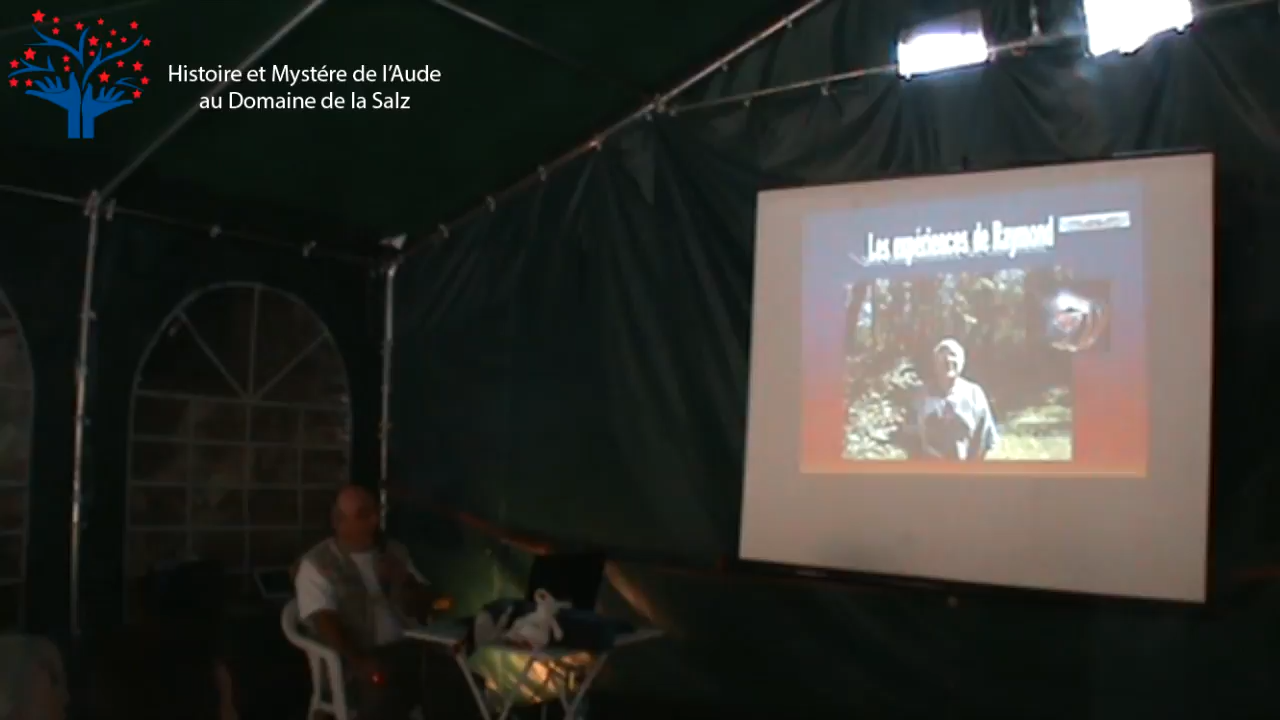 Histoire et Mystére de l'Aude
au Domaine de la Salz
Les expériences de Raymond